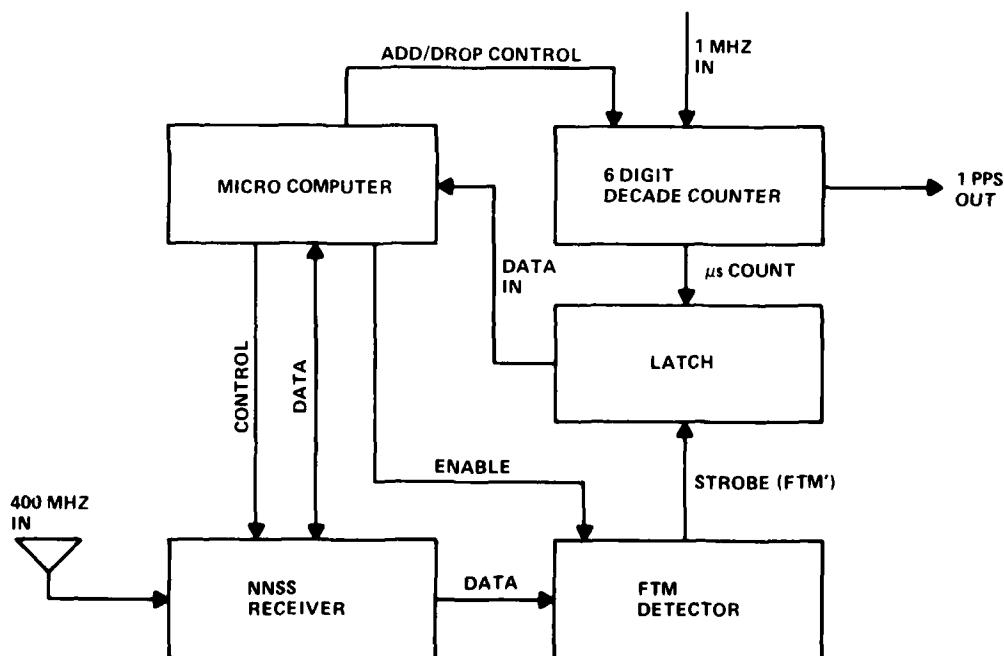 ADD/DROP CONTROL
1 MHZ
IN
MICRO COMPUTER
6 DIGIT
DECADE COUNTER
1 PPS
OUT
DATA
IN
μs COUNT
LATCH
CONTROL
DATA
ENABLE
STROBE (FTM')
400 MHZ
IN
NNSS
RECEIVER
DATA
FTM
DETECTOR